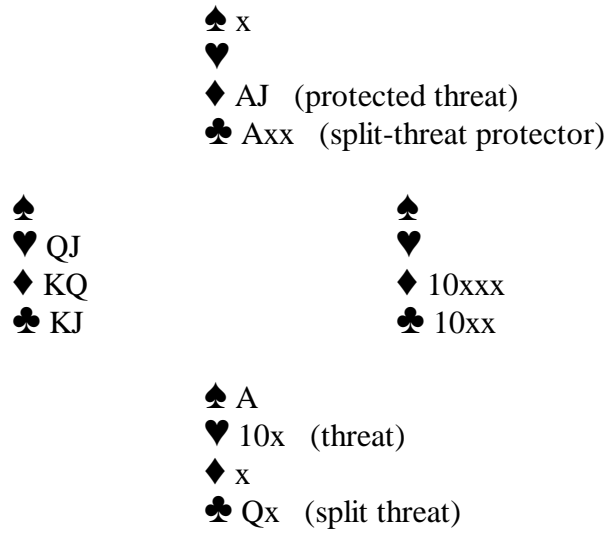 ♠ x
♥
♦ AJ (protected threat)
♣ Axx (split-threat protector)
♠ ♠
♥ QJ ♥
♦ KQ ♦ 10xxx
♣ KJ ♣ 10xx
♠ A
♥ 10x (threat)
♦ x
♣ Qx (split threat)